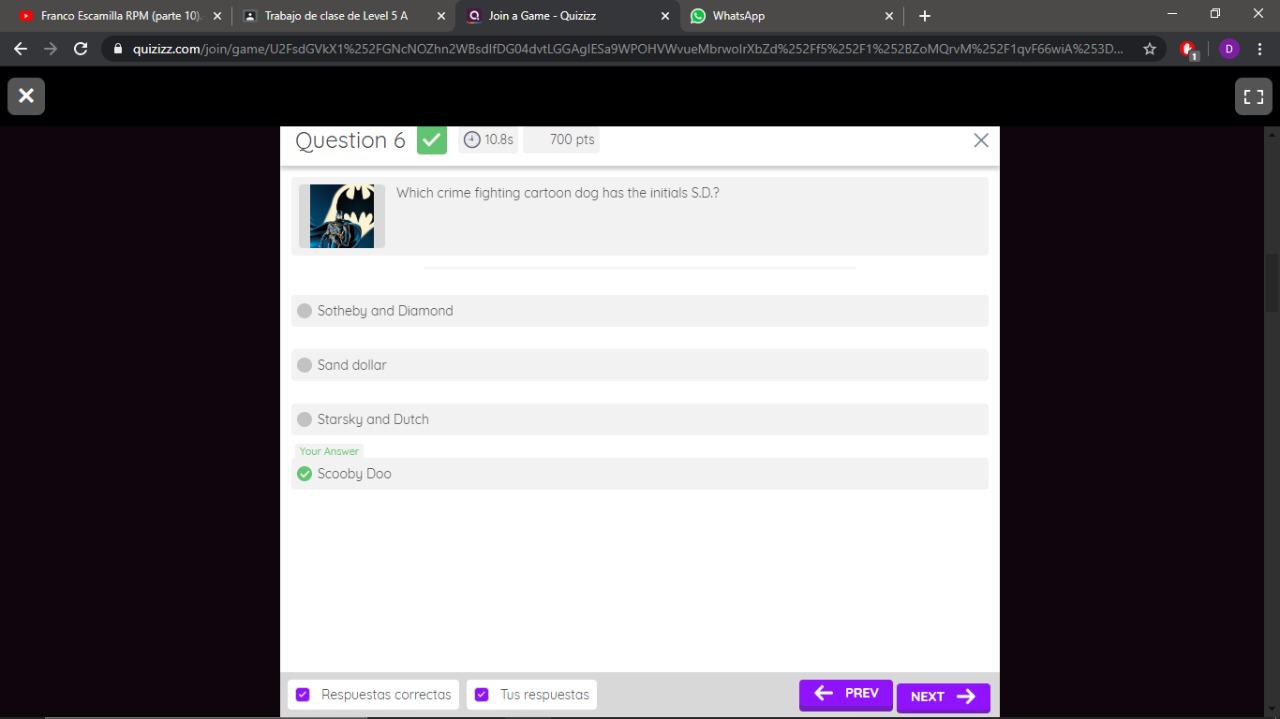 Franco Escamilla RPM (parte 10).
Trabajo de clase de Level 5 A
Join a Game - Quizizz
WhatsApp
quizizz.com/join/game/U2FsdGVkX1%252FGNcNOZhn2WBsdIfDG04dvtLGGAgIESa9WPOHVWvueMbrwoIrXbZd%252Ff5%252F1%252BZoMQrvM%252F1qvF66wiA%253D...
1
D
Question 6
10.8s
700 pts
Which crime fighting cartoon dog has the initials S.D.?
Sotheby and Diamond
Sand dollar
Starsky and Dutch
Your Answer
Scooby Doo
Respuestas correctas
Tus respuestas
PREV
NEXT